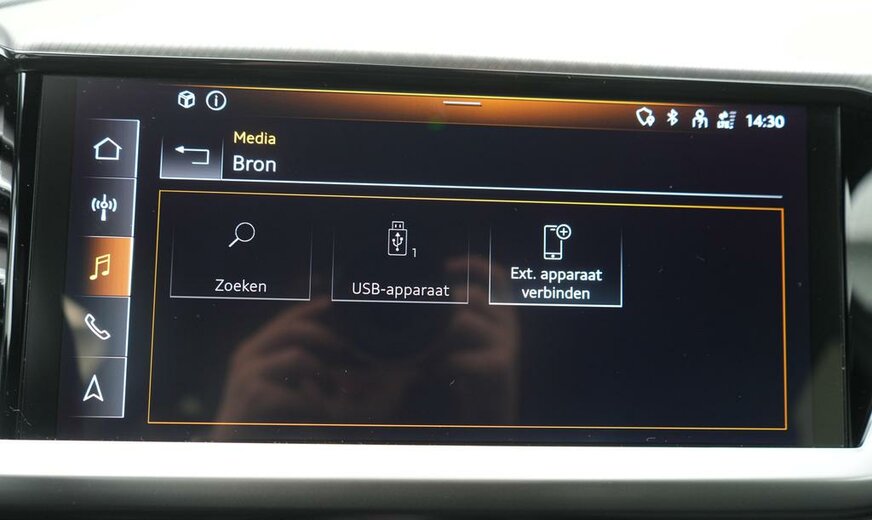 14:30
Media
Bron
Zoeken
1
USB-apparaat
Ext. apparaat
verbinden